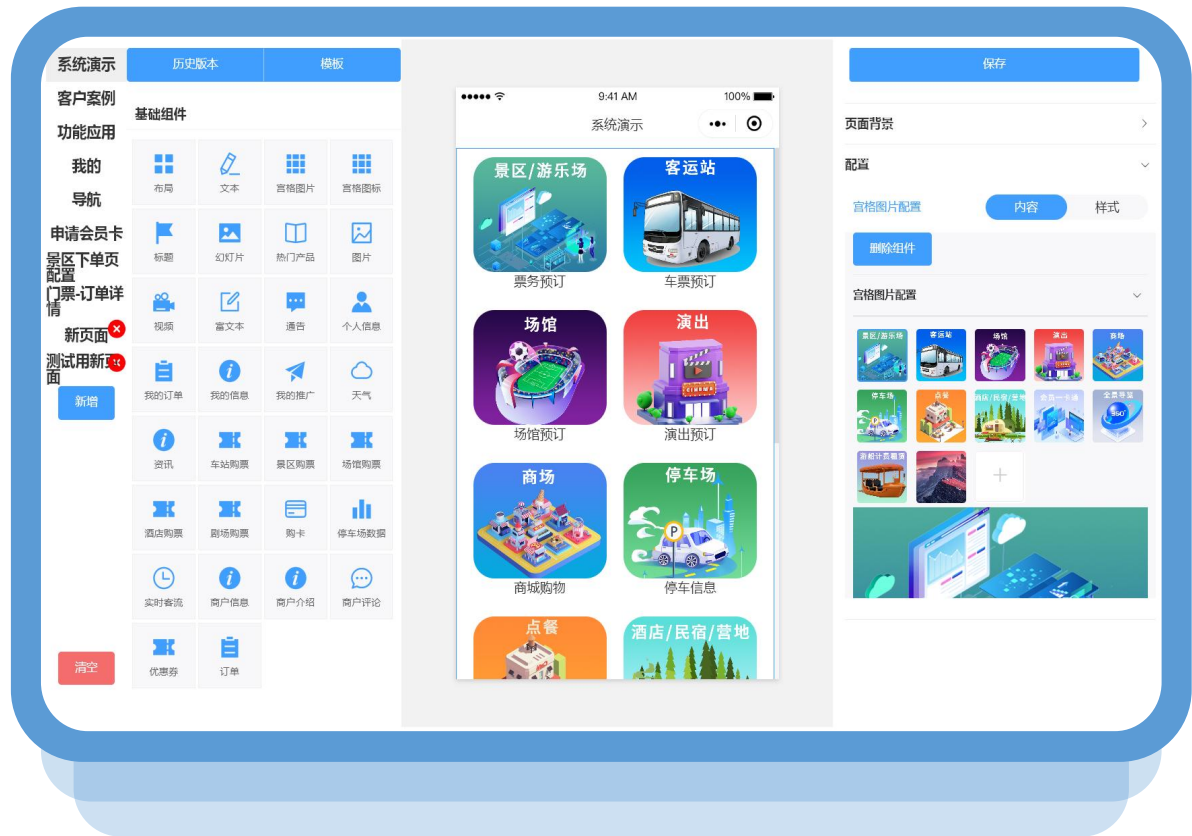 系统演示
客户案例
功能应用
我的
导航
申请会员卡
景区下单页
配置
门票-订单详
情
新页面
测试用新页
面
新增
清空
历史版本
模板
基础组件
布局
文本
宫格图片
宫格图标
标题
幻灯片
热门产品
图片
视频
富文本
通告
个人信息
我的订单
我的信息
我的推广
天气
资讯
车站购票
景区购票
场馆购票
酒店购票
剧场购票
购卡
停车场数据
实时客流
商户信息
商户介绍
商户评论
优惠券
订单
9:41 AM
100%
系统演示
景区/游乐场
客运站
票务预订
车票预订
场馆
演出
CINEMA
场馆预订
演出预订
商场
停车场
P
商城购物
停车信息
点餐
酒店/民宿/营地
保存
页面背景
配置
宫格图片配置
内容
样式
删除组件
宫格图片配置
景区/游乐场
客运站
场馆
演出
商场
停车场
点餐
酒店/民宿/营地
会员一卡通
360°